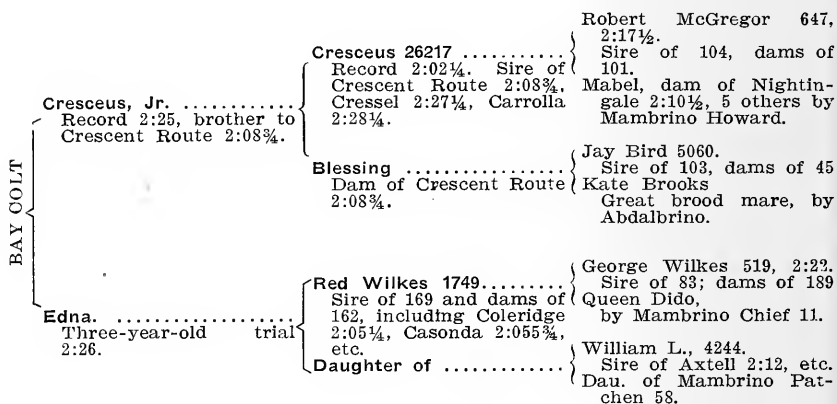 BAY COLT
Cresceus, Jr. ..................
Record 2:25, brother to
Crescent Route 2:08¾.
Cresceus 26217 ...........
Record 2:02¼. Sire of
Crescent Route 2:08¾,
Cressel 2:27¼, Carrolla
2:28¼.
Robert McGregor 647,
2:17½.
Sire of 104, dams of
101.
Mabel, dam of Nightin-
gale 2:10½, 5 others by
Mambrino Howard.
Blessing ..................
Dam of Crescent Route
2:08¾.
Jay Bird 5060.
Sire of 103, dams of 45
Kate Brooks
Great brood mare, by
Abdalbrino.
Edna. .......................
Three-year-old trial
2:26.
Red Wilkes 1749.........
Sire of 169 and dams of
162, including Coleridge
2:05¼, Casonda 2:055¾,
etc.
George Wilkes 519, 2:22.
Sire of 83; dams of 189
Queen Dido,
by Mambrino Chief 11.
Daughter of .............
William L., 4244.
Sire of Axtell 2:12, etc.
Dau. of Mambrino Pat-
chen 58.